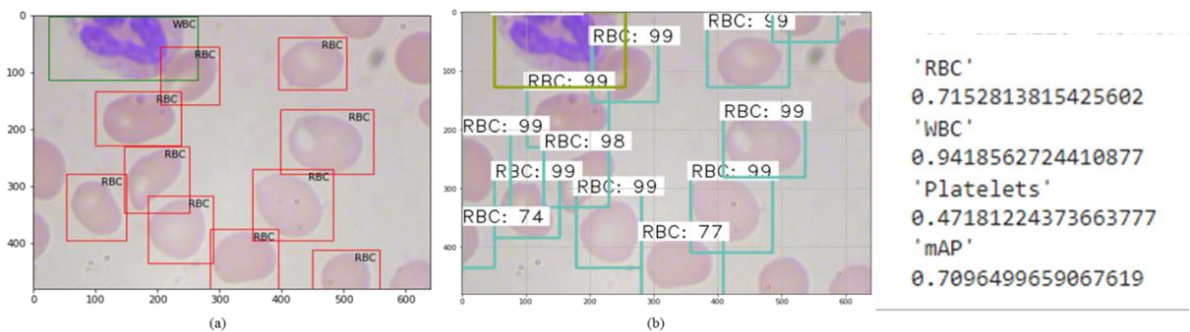 0
100
200
300
400
0
100
200
300
400
500
600
WBC
RBC
RBC
RBC
RBC
RBC
RBC
RBC
RBC
RBC
RBC
(a)
0
100
200
300
400
0
100
200
300
400
500
600
RBC: 99
RBC: 99
RBC: 99
RBC: 99
RBC: 99
RBC: 98
RBC: 99
RBC: 99
RBC: 99
RBC: 74
RBC: 77
(b)
'RBC'
0.7152813815425602
'WBC'
0.9418562724410877
'Platelets'
0.47181224373663777
'mAP'
0.7096499659067619